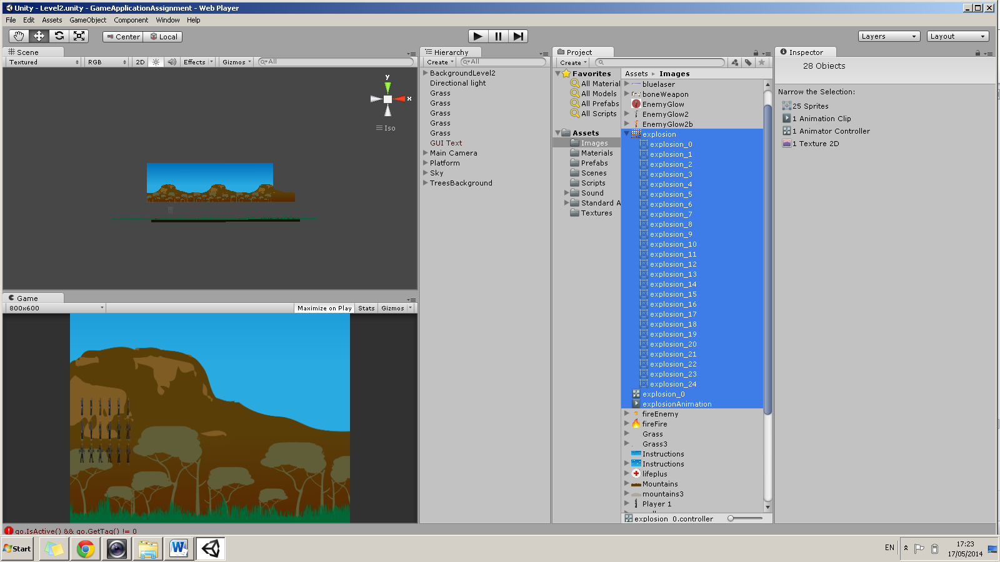 Unity - Level2.unity - GameApplicationAssignment - Web Player
File Edit Assets GameObject Component Window Help
Center Local Layers Layout
Scene
Textured RGB 2D Effects Gizmos All
y
x
Iso
Game
800x600 Maximize on Play Stats Gizmos
Hierarchy
Create All
BackgroundLevel2
Directional light
Grass
Grass
Grass
Grass
Grass
GUI Text
Main Camera
Platform
Sky
TreesBackground
Project
Create
Favorites
All Material
All Models
All Prefabs
All Scripts
Assets
Images
Materials
Prefabs
Scenes
Scripts
Sound
Standard A
Textures
Assets Images
bluelaser
boneWeapon
EnemyGlow
EnemyGlow2
EnemyGlow2b
explosion
explosion_0
explosion_1
explosion_2
explosion_3
explosion_4
explosion_5
explosion_6
explosion_7
explosion_8
explosion_9
explosion_10
explosion_11
explosion_12
explosion_13
explosion_14
explosion_15
explosion_16
explosion_17
explosion_18
explosion_19
explosion_20
explosion_21
explosion_22
explosion_23
explosion_24
explosion_0
explosionAnimation
fireEnemy
fireFire
Grass
Grass3
Instructions
Instructions
lifeplus
Mountains
mountains3
Player 1
explosion_0.controller
Inspector
28 Objects
Narrow the Selection:
25 Sprites
1 Animation Clip
1 Animator Controller
1 Texture 2D
go.IsActive() && go.GetTag() != 0
Start EN 17:23
17/05/2014